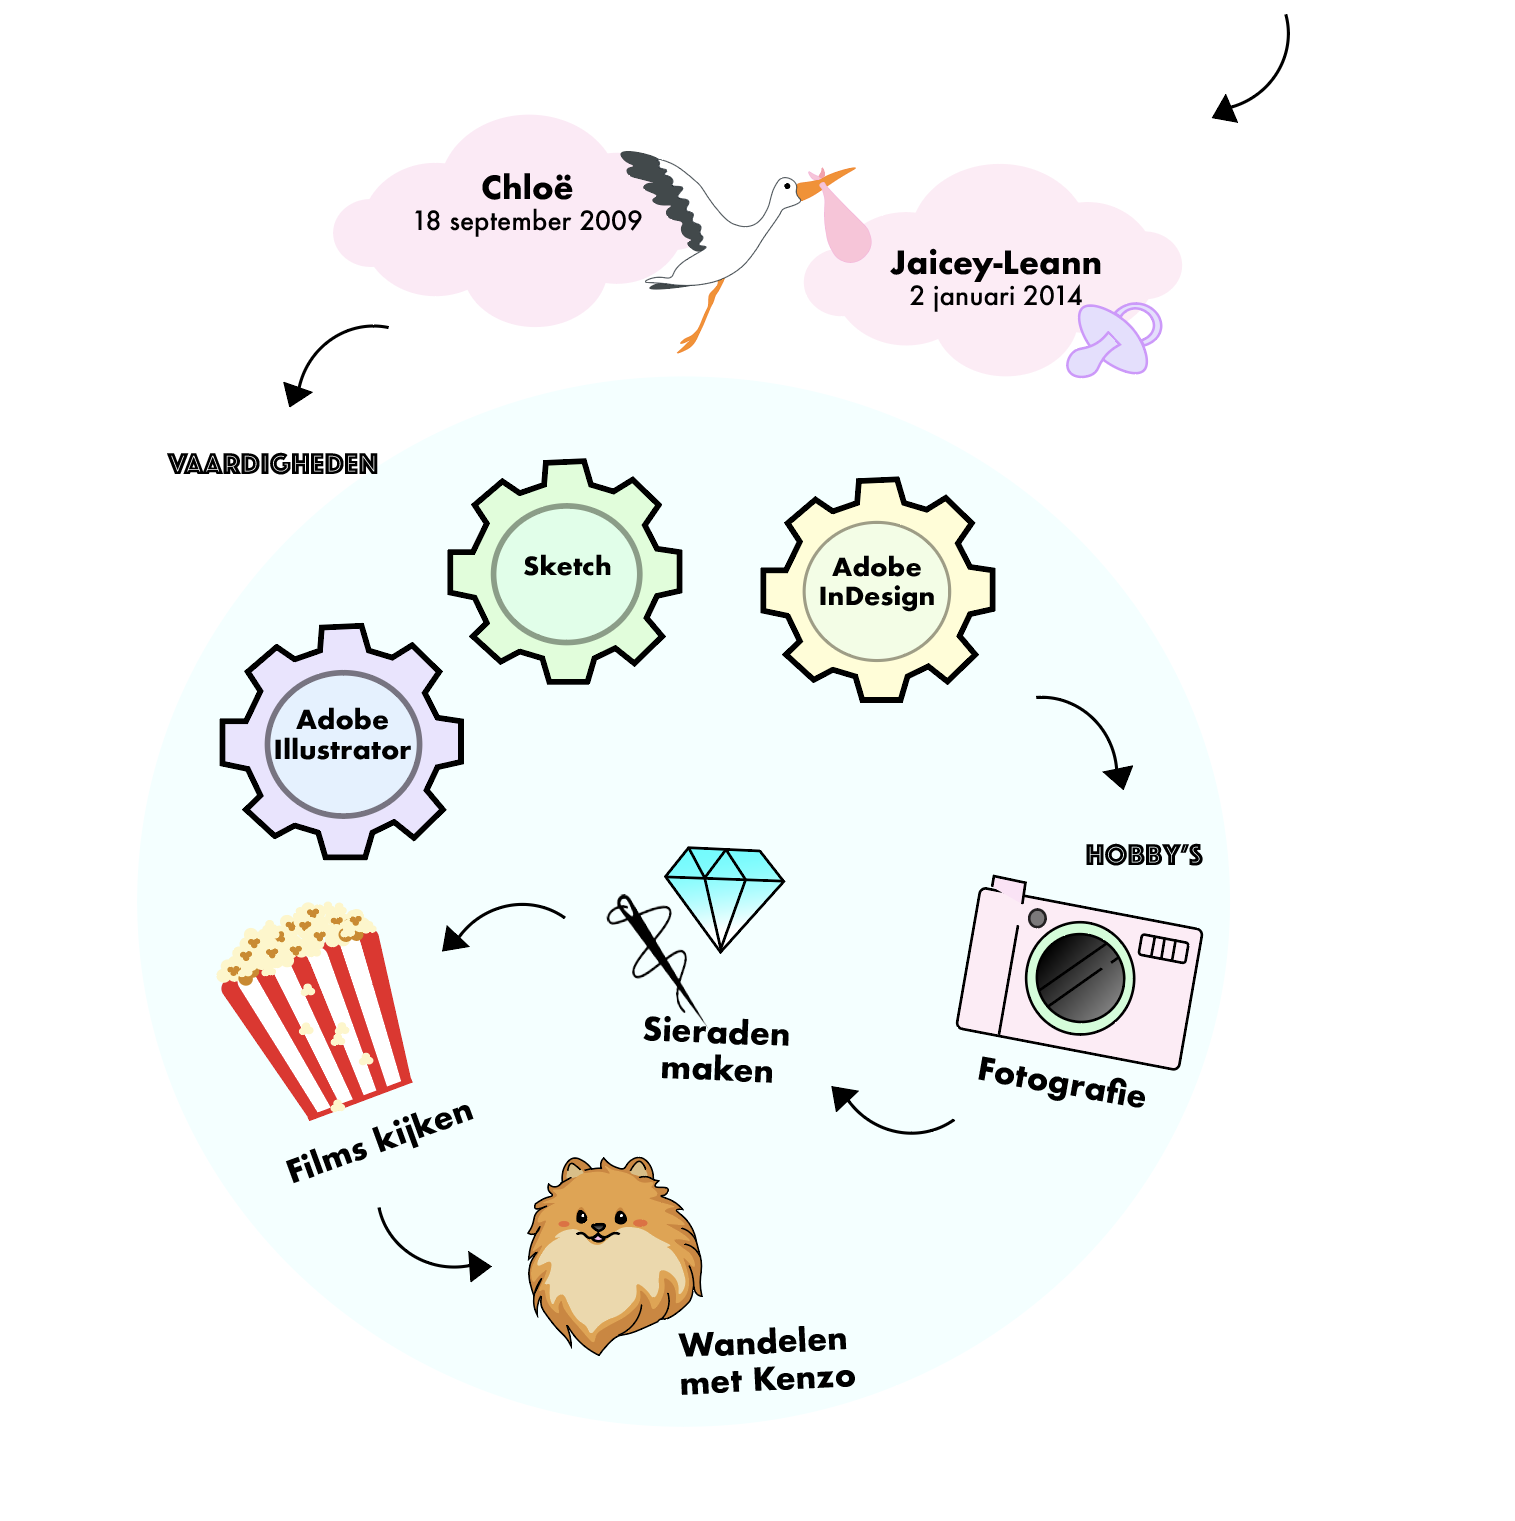 Chloë
18 september 2009
Jaicey-Leann
2 januari 2014
VAARDIGHEDEN
Sketch
Adobe
InDesign
Adobe
Illustrator
HOBBY'S
Fotografie
Sieraden
maken
Films kijken
Wandelen
met Kenzo